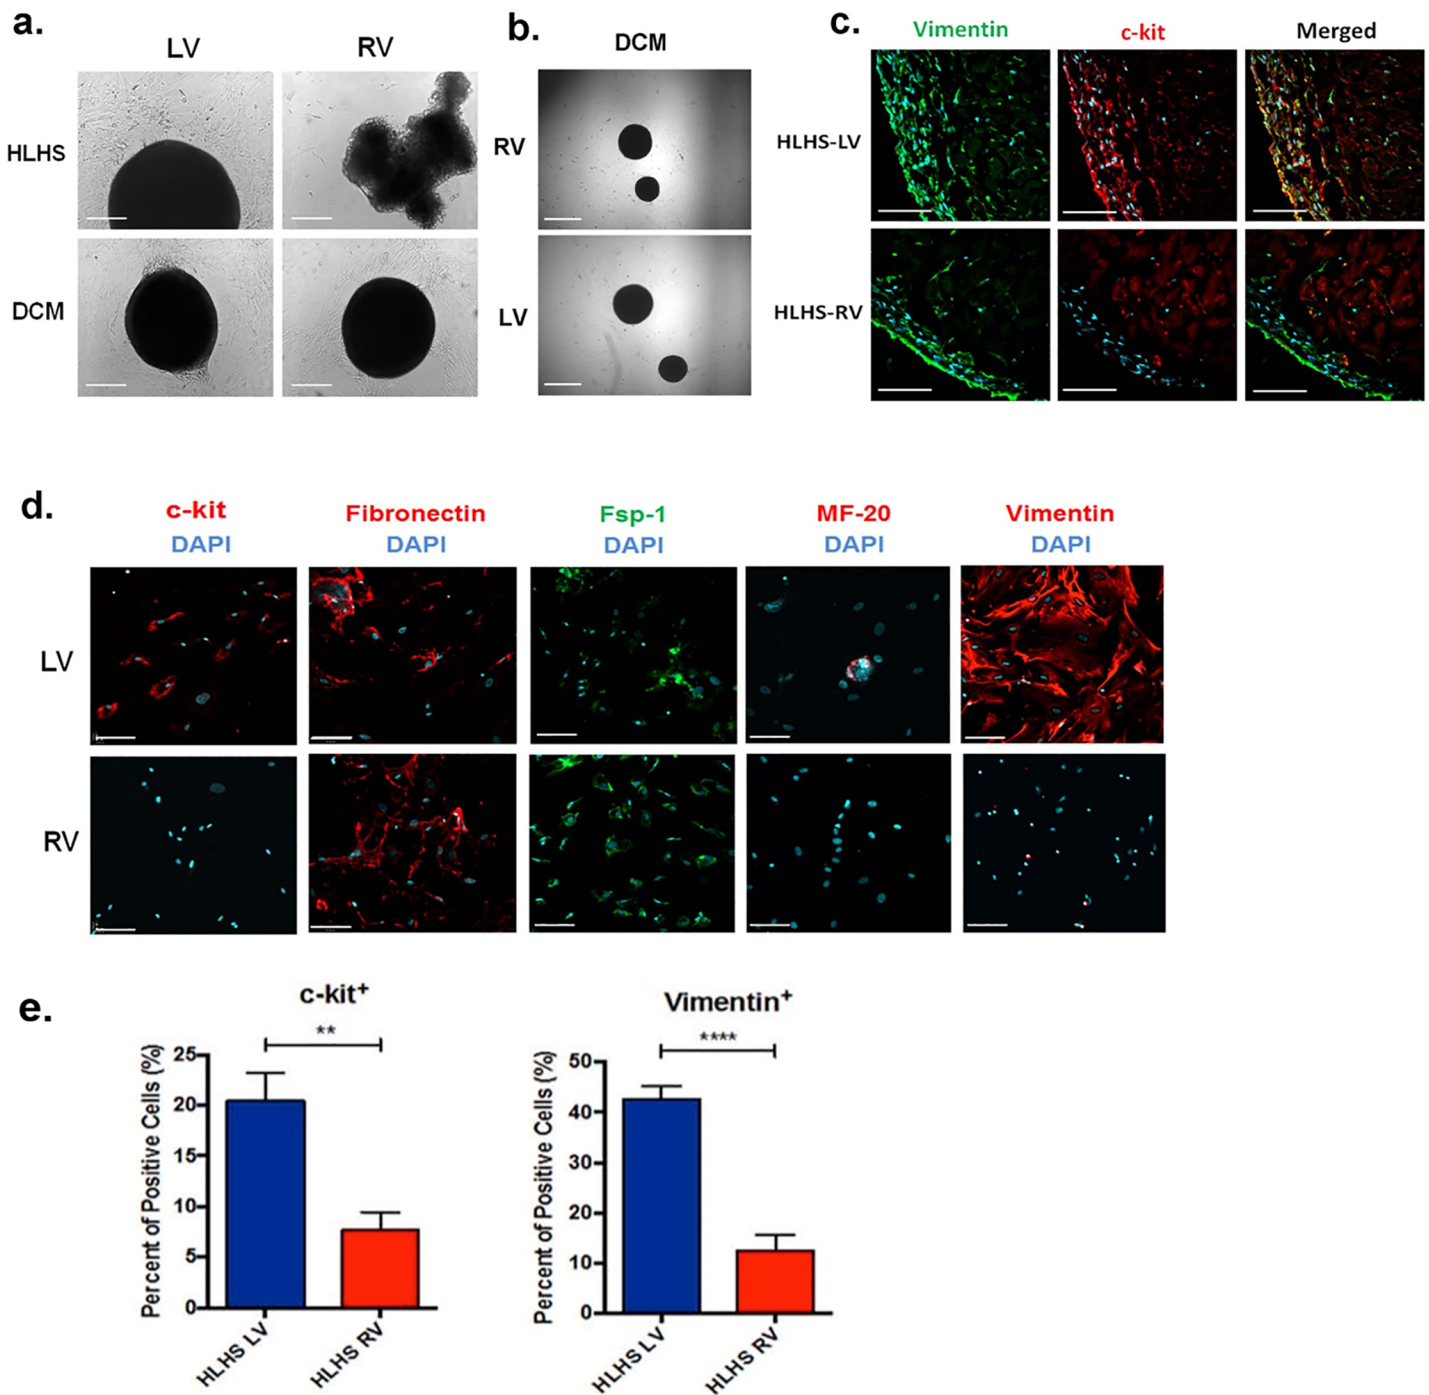 a.
LV RV
HLHS
DCM
b.
DCM
RV
LV
c.
Vimentin c-kit Merged
HLHS-LV
HLHS-RV
d.
c-kit Fibronectin Fsp-1 MF-20 Vimentin
DAPI DAPI DAPI DAPI DAPI
LV
RV
e.
c-kit+
**
Percent of Positive Cells (%)
25
20
15
10
5
0
HLHS LV
HLHS RV
Vimentin+
****
Percent of Positive Cells (%)
50
40
30
20
10
0
HLHS LV
HLHS RV